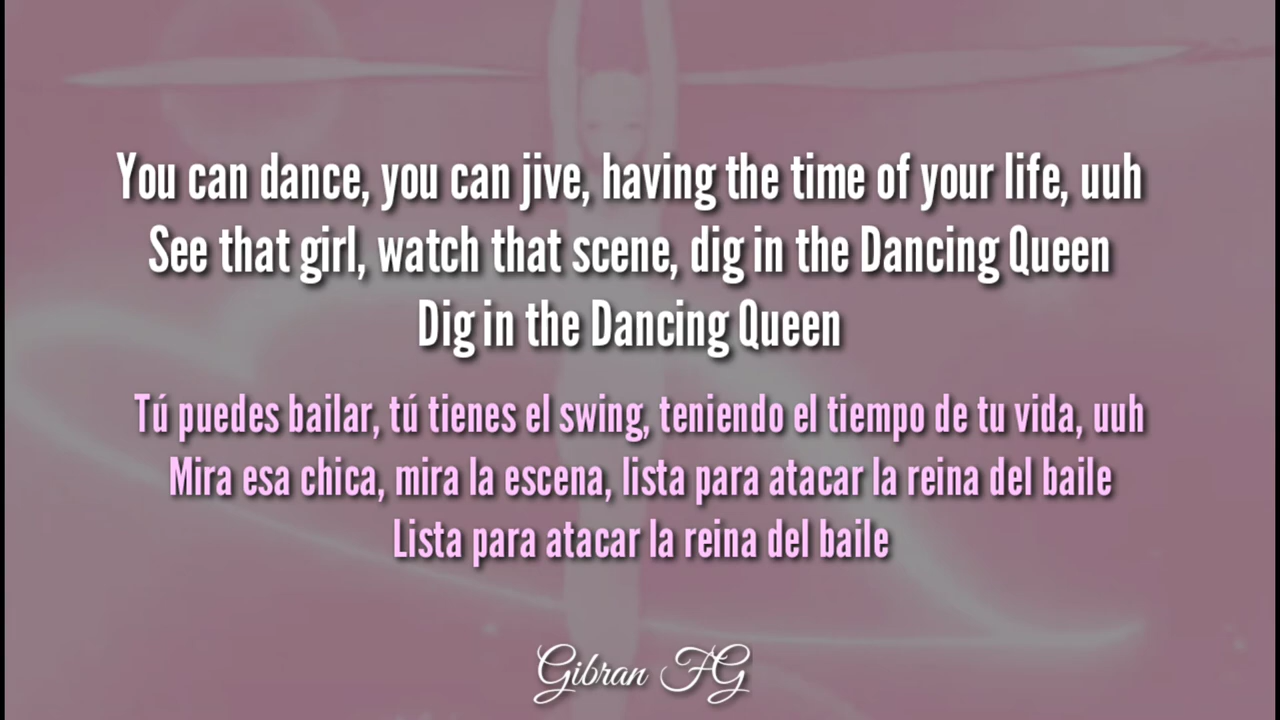 You can dance, you can jive, having the time of your life, uuh
See that girl, watch that scene, dig in the Dancing Queen
Dig in the Dancing Queen
Tú puedes bailar, tú tienes el swing, teniendo el tiempo de tu vida, uuh
Mira esa chica, mira la escena, lista para atacar la reina del baile
Lista para atacar la reina del baile
Gibran FG